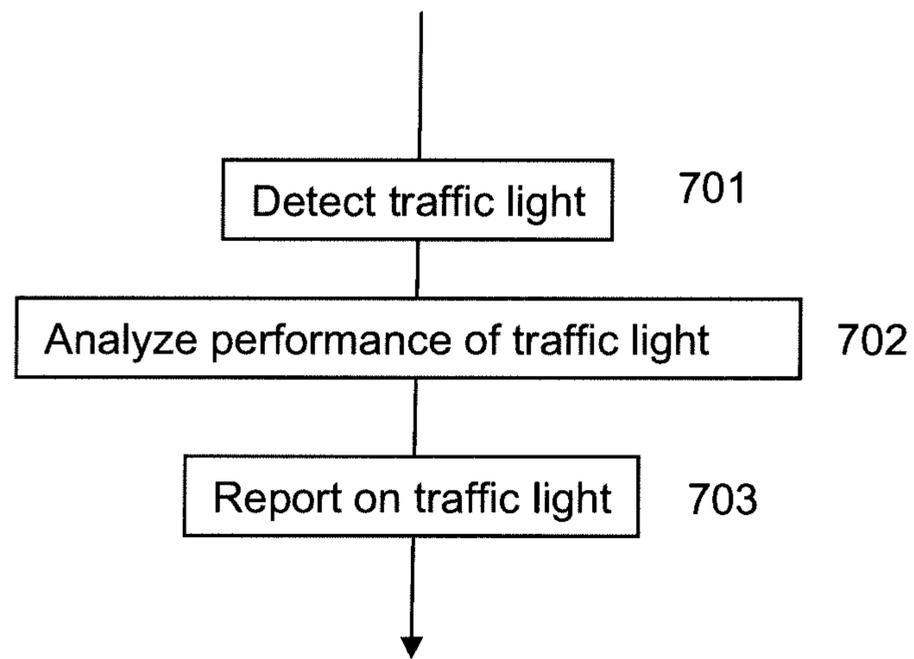 Detect traffic light 701
Analyze performance of traffic light 702
Report on traffic light 703